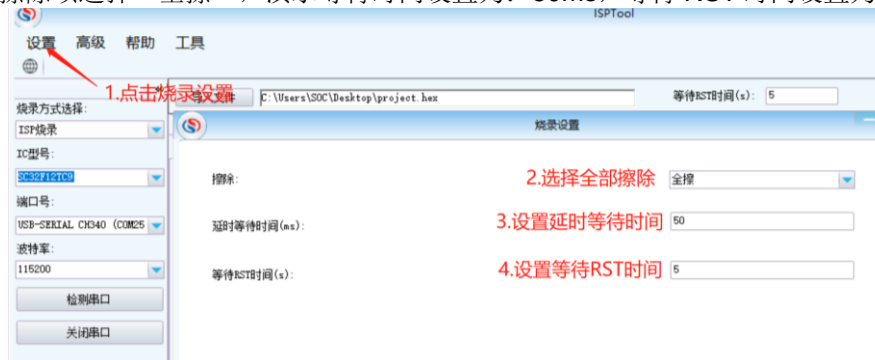 ISPTool
设置 高级 帮助 工具
1.点击烧录设置
导入文件 C:\Users\SOC\Desktop\project.hex 等待RST时间(s): 5
烧录方式选择:
ISP烧录
烧录设置
IC型号:
SC32F12TC9
擦除: 2.选择全部擦除 全擦
端口号:
USB-SERIAL CH340 (COM25
延时等待时间(ms): 3.设置延时等待时间 50
波特率:
115200
等待RST时间(s): 4.设置等待RST时间 5
检测串口
关闭串口